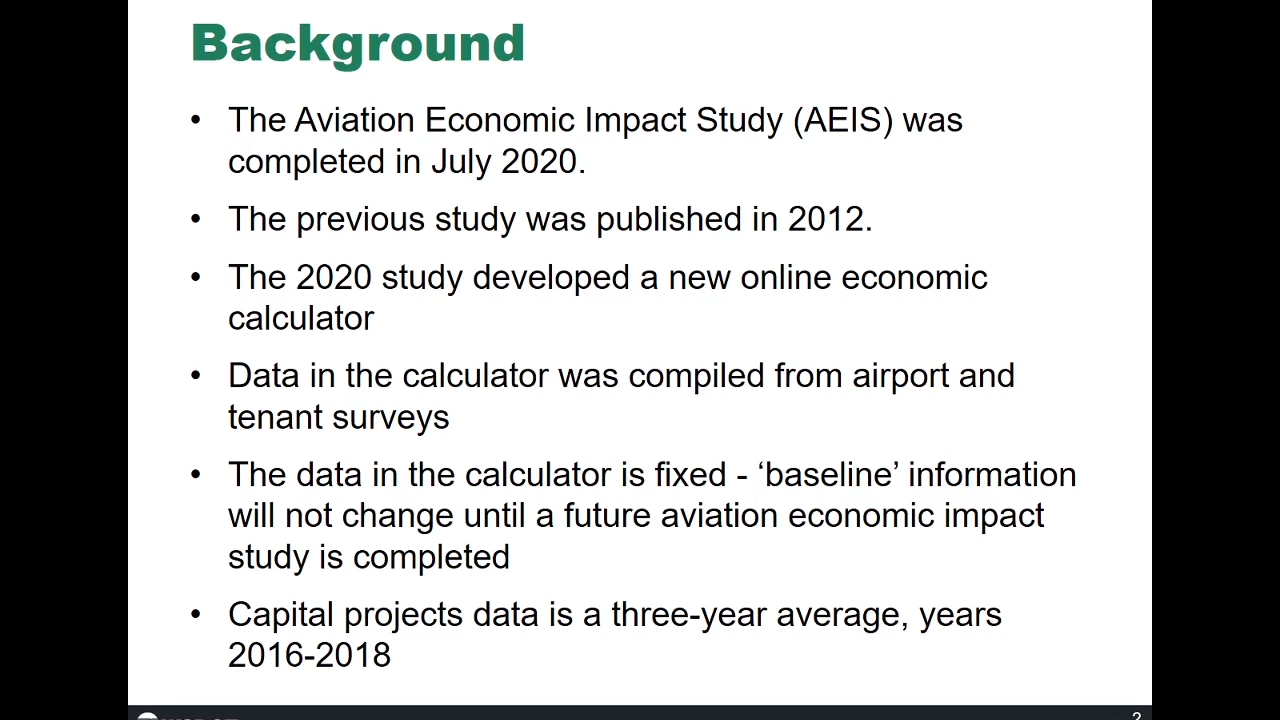 Background
• The Aviation Economic Impact Study (AEIS) was
completed in July 2020.
• The previous study was published in 2012.
• The 2020 study developed a new online economic
calculator
• Data in the calculator was compiled from airport and
tenant surveys
• The data in the calculator is fixed - ‘baseline’ information
will not change until a future aviation economic impact
study is completed
• Capital projects data is a three-year average, years
2016-2018
2